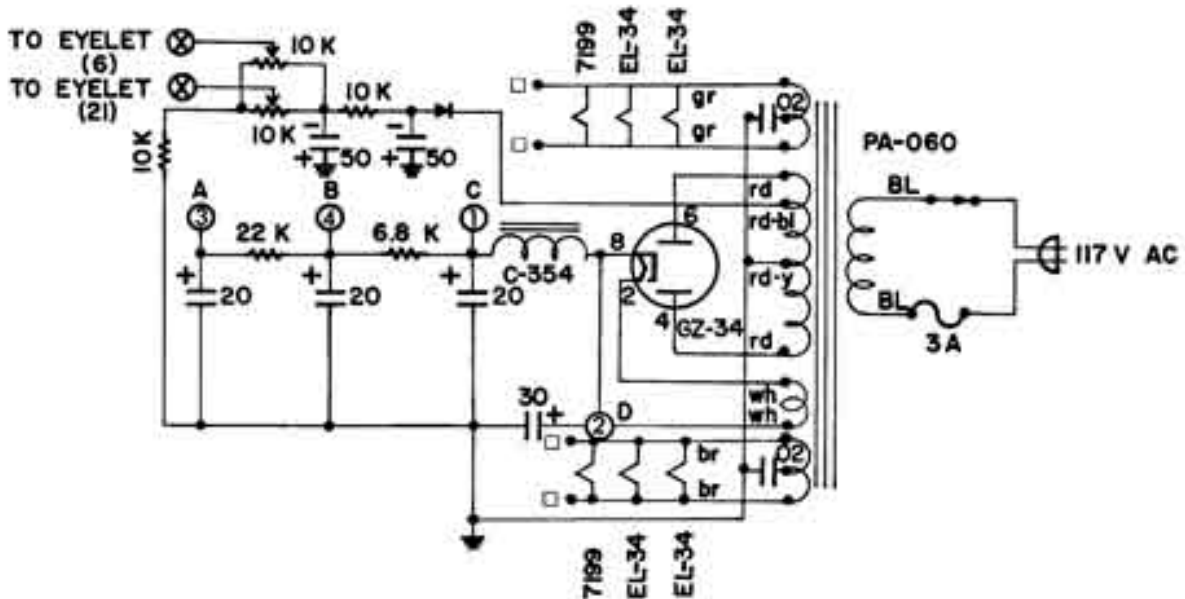 TO EYELET
(6)
TO EYELET
(21)
10 K
10K
10 K
10K
- + 50
- + 50
7199
EL-34
EL-34
gr
gr
.02
PA-060
BL
BL
3A
117 V AC
rd
rd-bl
rd-y
rd
6
8
2
4
GZ-34
A
3
B
4
C
1
22 K
6.8 K
C-354
+ 20
+ 20
+ 20
30 +
D
2
wh
wh
br
br
.02
7199
EL-34
EL-34